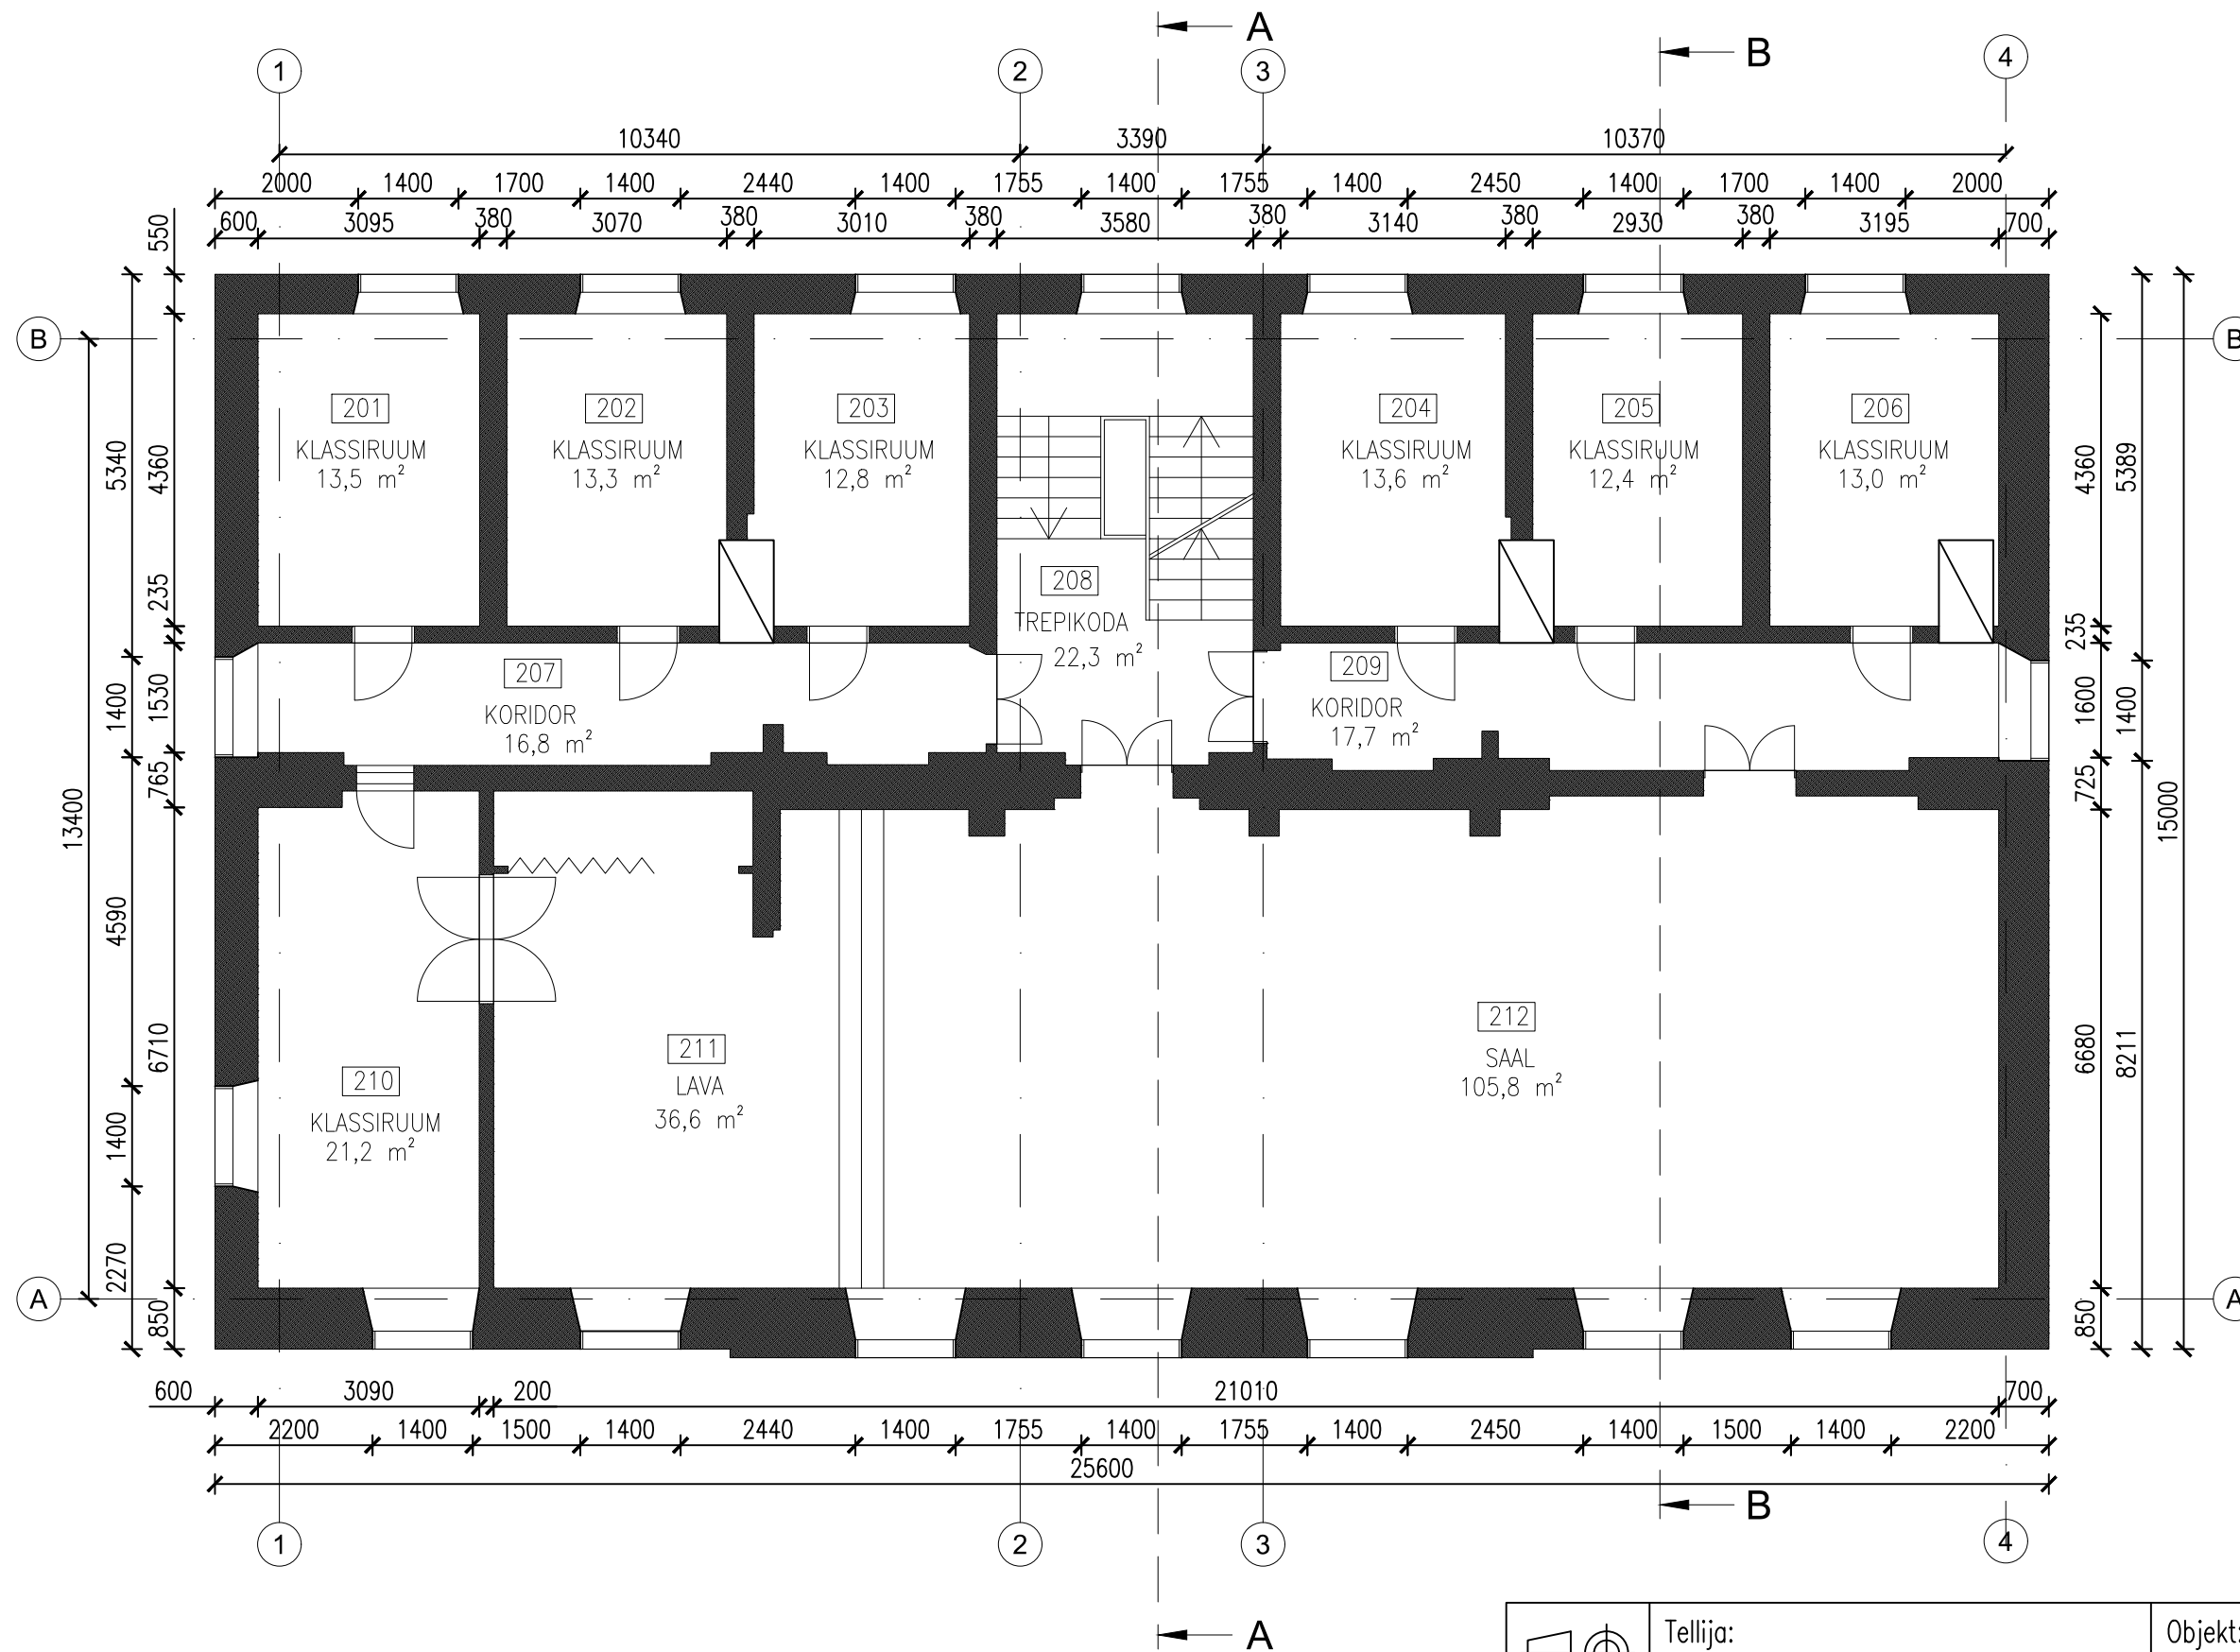 A
B
1
2
3
4
10340
3390
10370
2000 1400 1700 1400 2440 1400 1755 1400 1755 1400 2450 1400 1700 1400 2000
600 3095 380 3070 380 3010 380 3580 380 3140 380 2930 380 3195 700
550
5340
4360
235
1400
1530
765
13400
4590
6710
1400
2270
850
B
A
201
KLASSIRUUM
13,5 m²
202
KLASSIRUUM
13,3 m²
203
KLASSIRUUM
12,8 m²
204
KLASSIRUUM
13,6 m²
205
KLASSIRUUM
12,4 m²
206
KLASSIRUUM
13,0 m²
208
TREPIKODA
22,3 m²
207
KORIDOR
16,8 m²
209
KORIDOR
17,7 m²
210
KLASSIRUUM
21,2 m²
211
LAVA
36,6 m²
212
SAAL
105,8 m²
B
4360
5389
235
1600
1400
725
15000
6680
8211
850
A
600 3090 200 21010 700
2200 1400 1500 1400 2440 1400 1755 1400 1755 1400 2450 1400 1500 1400 2200
25600
B
1
2
3
4
A
Tellija:
Objekt: